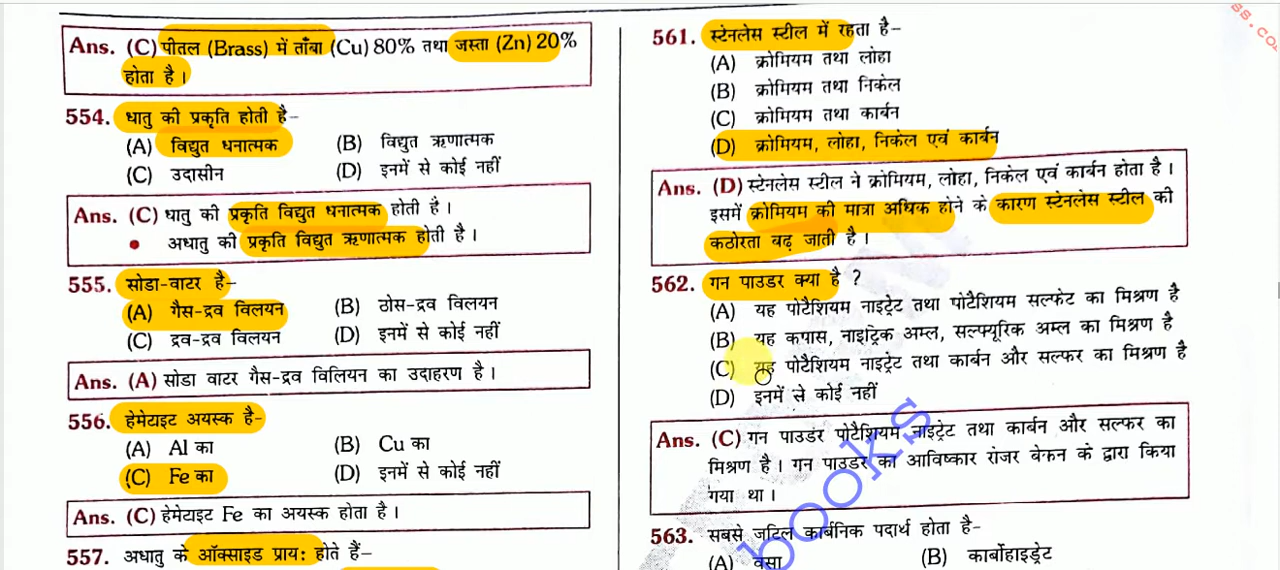 Ans. (C) पीतल (Brass) में ताँबा (Cu) 80% तथा जस्ता (Zn) 20%
होता है।
554. धातु की प्रकृति होती है-
(A) विद्युत धनात्मक (B) विद्युत ऋणात्मक
(C) उदासीन (D) इनमें से कोई नहीं
Ans. (C) धातु की प्रकृति विद्युत धनात्मक होती है।
• अधातु की प्रकृति विद्युत ऋणात्मक होती है।
555. सोडा-वाटर है-
(A) गैस-द्रव विलयन (B) ठोस-द्रव विलयन
(C) द्रव-द्रव विलयन (D) इनमें से कोई नहीं
Ans. (A) सोडा वाटर गैस-द्रव विलियन का उदाहरण है।
556. हेमेटाइट अयस्क है-
(A) Al का (B) Cu का
(C) Fe का (D) इनमें से कोई नहीं
Ans. (C) हेमेटाइट Fe का अयस्क होता है।
557. अधातु के ऑक्साइड प्राय: होते हैं-
561. स्टेनलेस स्टील में रहता है-
(A) क्रोमियम तथा लोहा
(B) क्रोमियम तथा निकेल
(C) क्रोमियम तथा कार्बन
(D) क्रोमियम, लोहा, निकेल एवं कार्बन
Ans. (D) स्टेनलेस स्टील ने क्रोमियम, लोहा, निकेल एवं कार्बन होता है।
इसमें क्रोमियम की मात्रा अधिक होने के कारण स्टेनलेस स्टील की
कठोरता बढ़ जाती है।
562. गन पाउडर क्या है ?
(A) यह पोटैशियम नाइट्रेट तथा पोटैशियम सल्फेट का मिश्रण है
(B) यह कपास, नाइट्रिक अम्ल, सल्फ्यूरिक अम्ल का मिश्रण है
(C) यह पोटैशियम नाइट्रेट तथा कार्बन और सल्फर का मिश्रण है
(D) इनमें से कोई नहीं
Ans. (C) गन पाउडर पोटैशियम नाइट्रेट तथा कार्बन और सल्फर का
मिश्रण है। गन पाउडर का आविष्कार रोजर बेकन के द्वारा किया
गया था।
563. सबसे जटिल कार्बनिक पदार्थ होता है-
(A) वसा (B) कार्बोहाइड्रेट
books